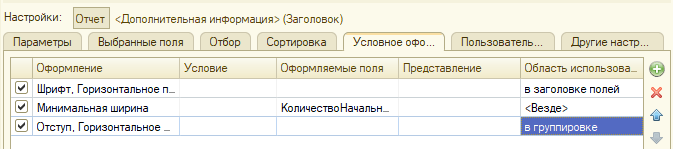 Настройки: Отчет <Дополнительная информация> (Заголовок)
Параметры Выбранные поля Отбор Сортировка Условное офо... Пользователь... Другие настр...
Оформление Условие Оформляемые поля Представление Область использова...
Шрифт, Горизонтальное п... в заголовке полей
Минимальная ширина КоличествоНачальн... <Везде>
Отступ, Горизонтальное ... в группировке